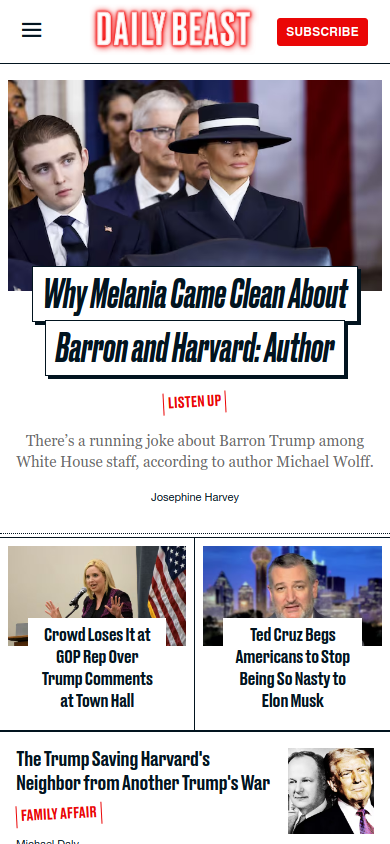 DAILY BEAST
SUBSCRIBE
Why Melania Came Clean About
Barron and Harvard: Author
LISTEN UP
There’s a running joke about Barron Trump among
White House staff, according to author Michael Wolff.
Josephine Harvey
Crowd Loses It at
GOP Rep Over
Trump Comments
at Town Hall
Ted Cruz Begs
Americans to Stop
Being So Nasty to
Elon Musk
The Trump Saving Harvard's
Neighbor from Another Trump's War
FAMILY AFFAIR
Michael Daly